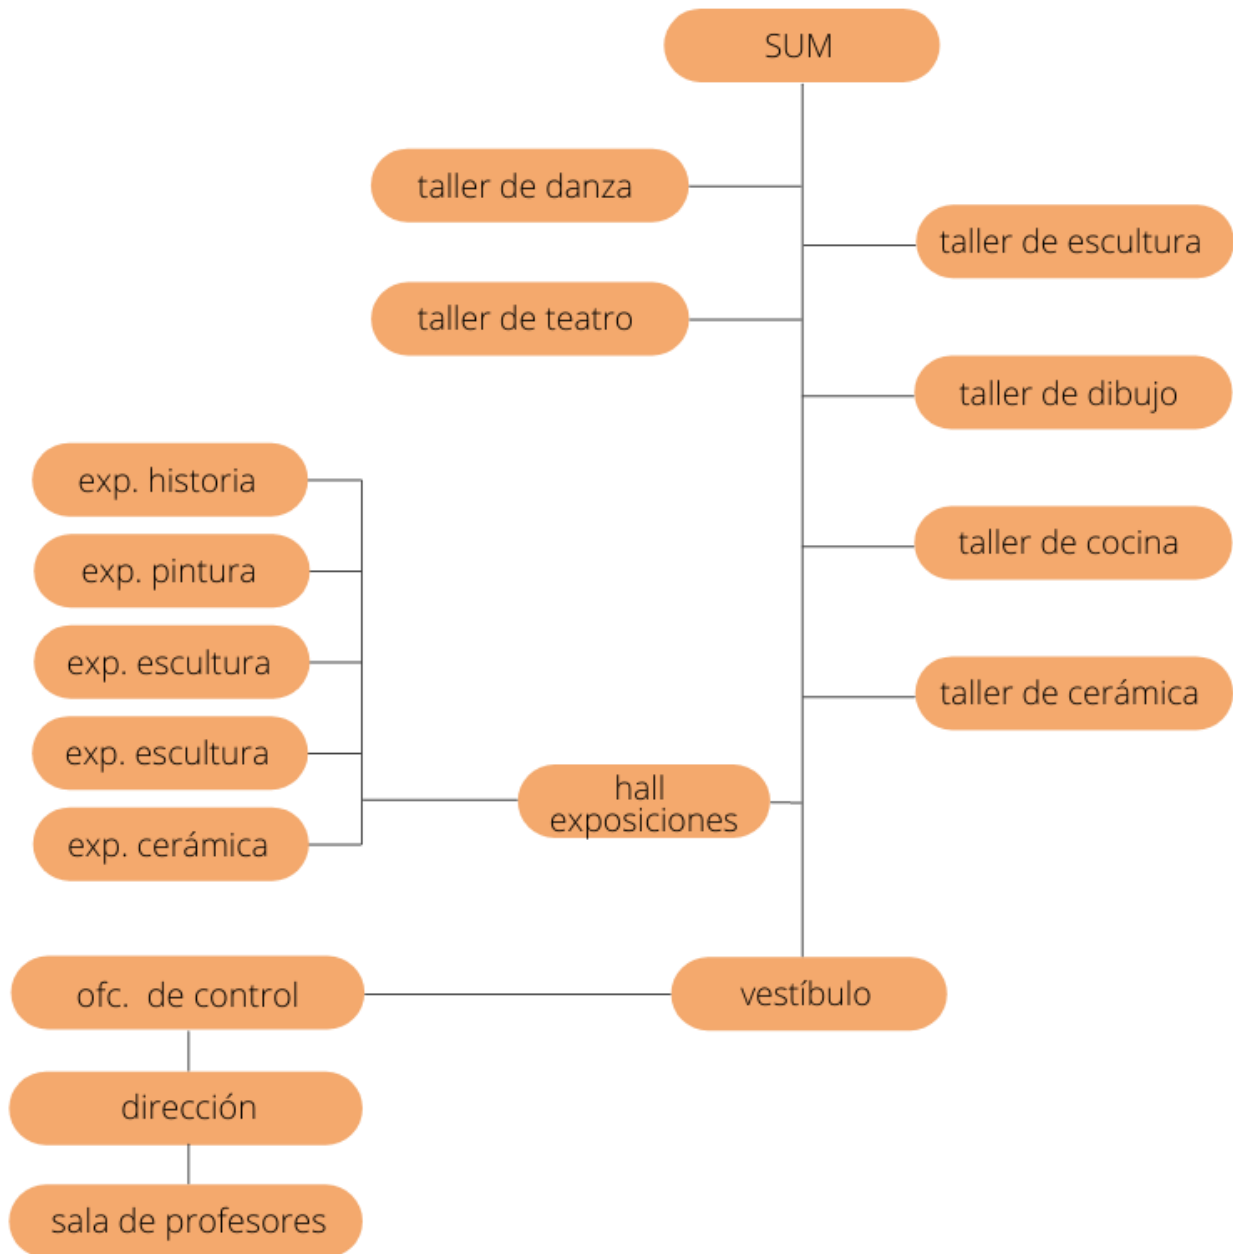 SUM
taller de danza
taller de escultura
taller de teatro
taller de dibujo
exp. historia
taller de cocina
exp. pintura
exp. escultura
taller de cerámica
exp. escultura
hall
exposiciones
exp. cerámica
ofc. de control
vestíbulo
dirección
sala de profesores